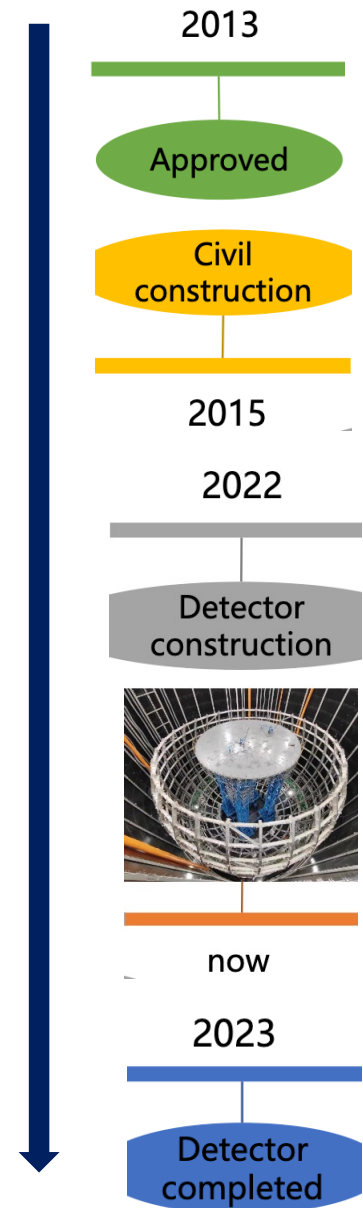 2013
Approved
Civil
construction
2015
2022
Detector
construction
now
2023
Detector
completed